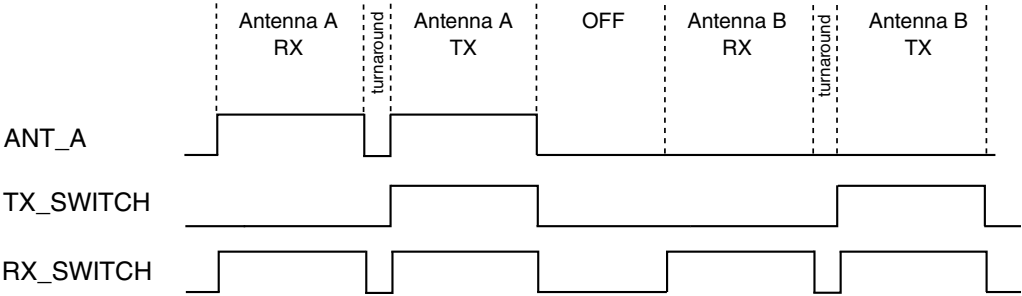 Antenna A
RX
turnaround
Antenna A
TX
OFF
Antenna B
RX
turnaround
Antenna B
TX
ANT_A
TX_SWITCH
RX_SWITCH